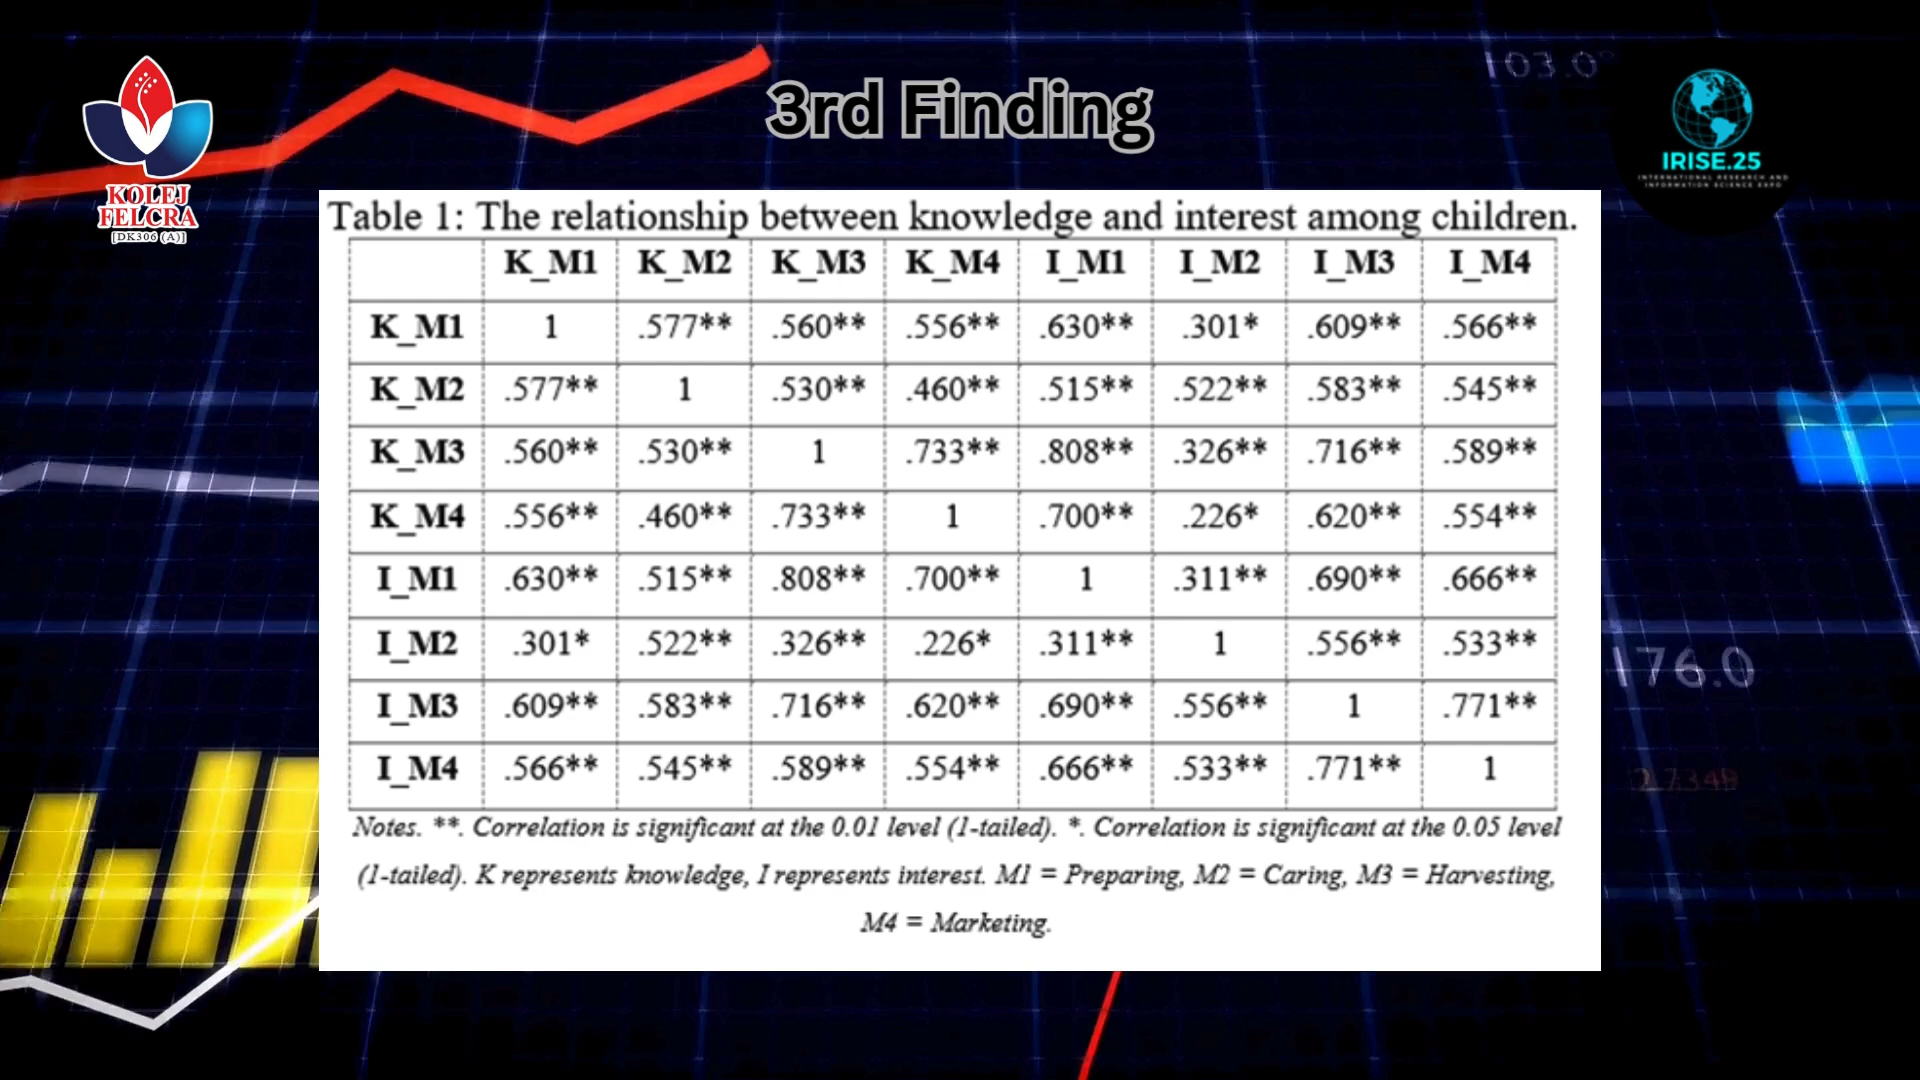 103.0°
3rd Finding
KOLEJ
FELCRA
[DK306 (A)]
IRISE.25
INTERNATIONAL RESEARCH AND
INFORMATION SCIENCE EXPO
Table 1: The relationship between knowledge and interest among children.
K_M1 K_M2 K_M3 K_M4 I_M1 I_M2 I_M3 I_M4
K_M1 1 .577** .560** .556** .630** .301* .609** .566**
K_M2 .577** 1 .530** .460** .515** .522** .583** .545**
K_M3 .560** .530** 1 .733** .808** .326** .716** .589**
K_M4 .556** .460** .733** 1 .700** .226* .620** .554**
I_M1 .630** .515** .808** .700** 1 .311** .690** .666**
I_M2 .301* .522** .326** .226* .311** 1 .556** .533**
I_M3 .609** .583** .716** .620** .690** .556** 1 .771**
I_M4 .566** .545** .589** .554** .666** .533** .771** 1
Notes. **. Correlation is significant at the 0.01 level (1-tailed). *. Correlation is significant at the 0.05 level
(1-tailed). K represents knowledge, I represents interest. M1 = Preparing, M2 = Caring, M3 = Harvesting,
M4 = Marketing.
176.0